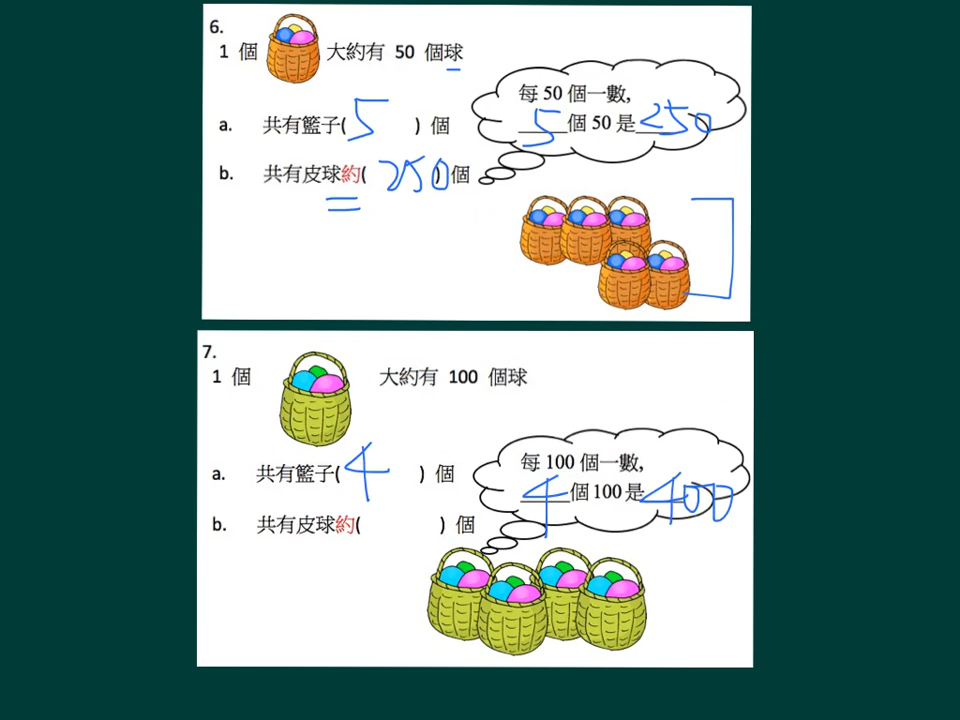 6.
1 個 大約有 50 個球
每 50 個一數,
5 個 50 是 250
a. 共有籃子( 5 ) 個
b. 共有皮球約( 250 ) 個
7.
1 個 大約有 100 個球
每 100 個一數,
4 個 100 是 400
a. 共有籃子( 4 ) 個
b. 共有皮球約( ) 個